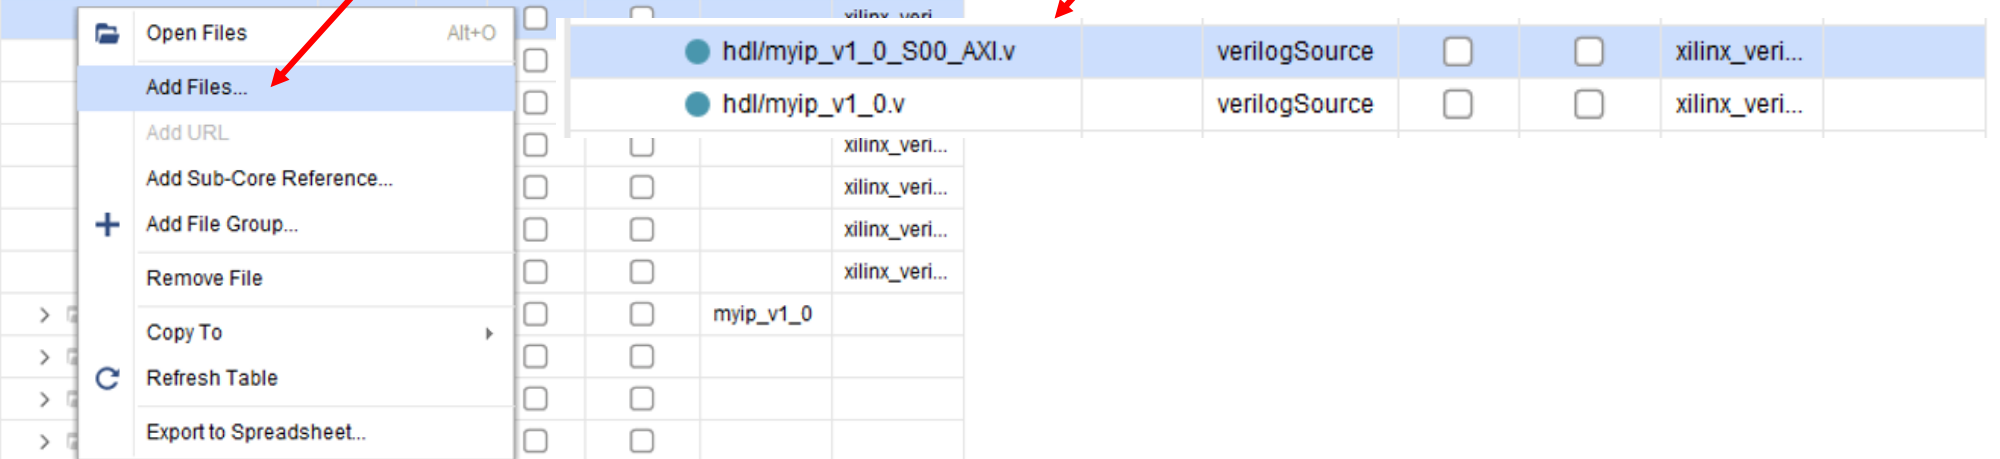 Open Files Alt+O
Add Files...
Add URL
Add Sub-Core Reference...
Add File Group...
Remove File
Copy To
Refresh Table
Export to Spreadsheet...
xilinx_veri...
hdl/myip_v1_0_S00_AXI.v verilogSource xilinx_veri...
hdl/myip_v1_0.v verilogSource xilinx_veri...
xilinx_veri...
xilinx_veri...
xilinx_veri...
xilinx_veri...
myip_v1_0